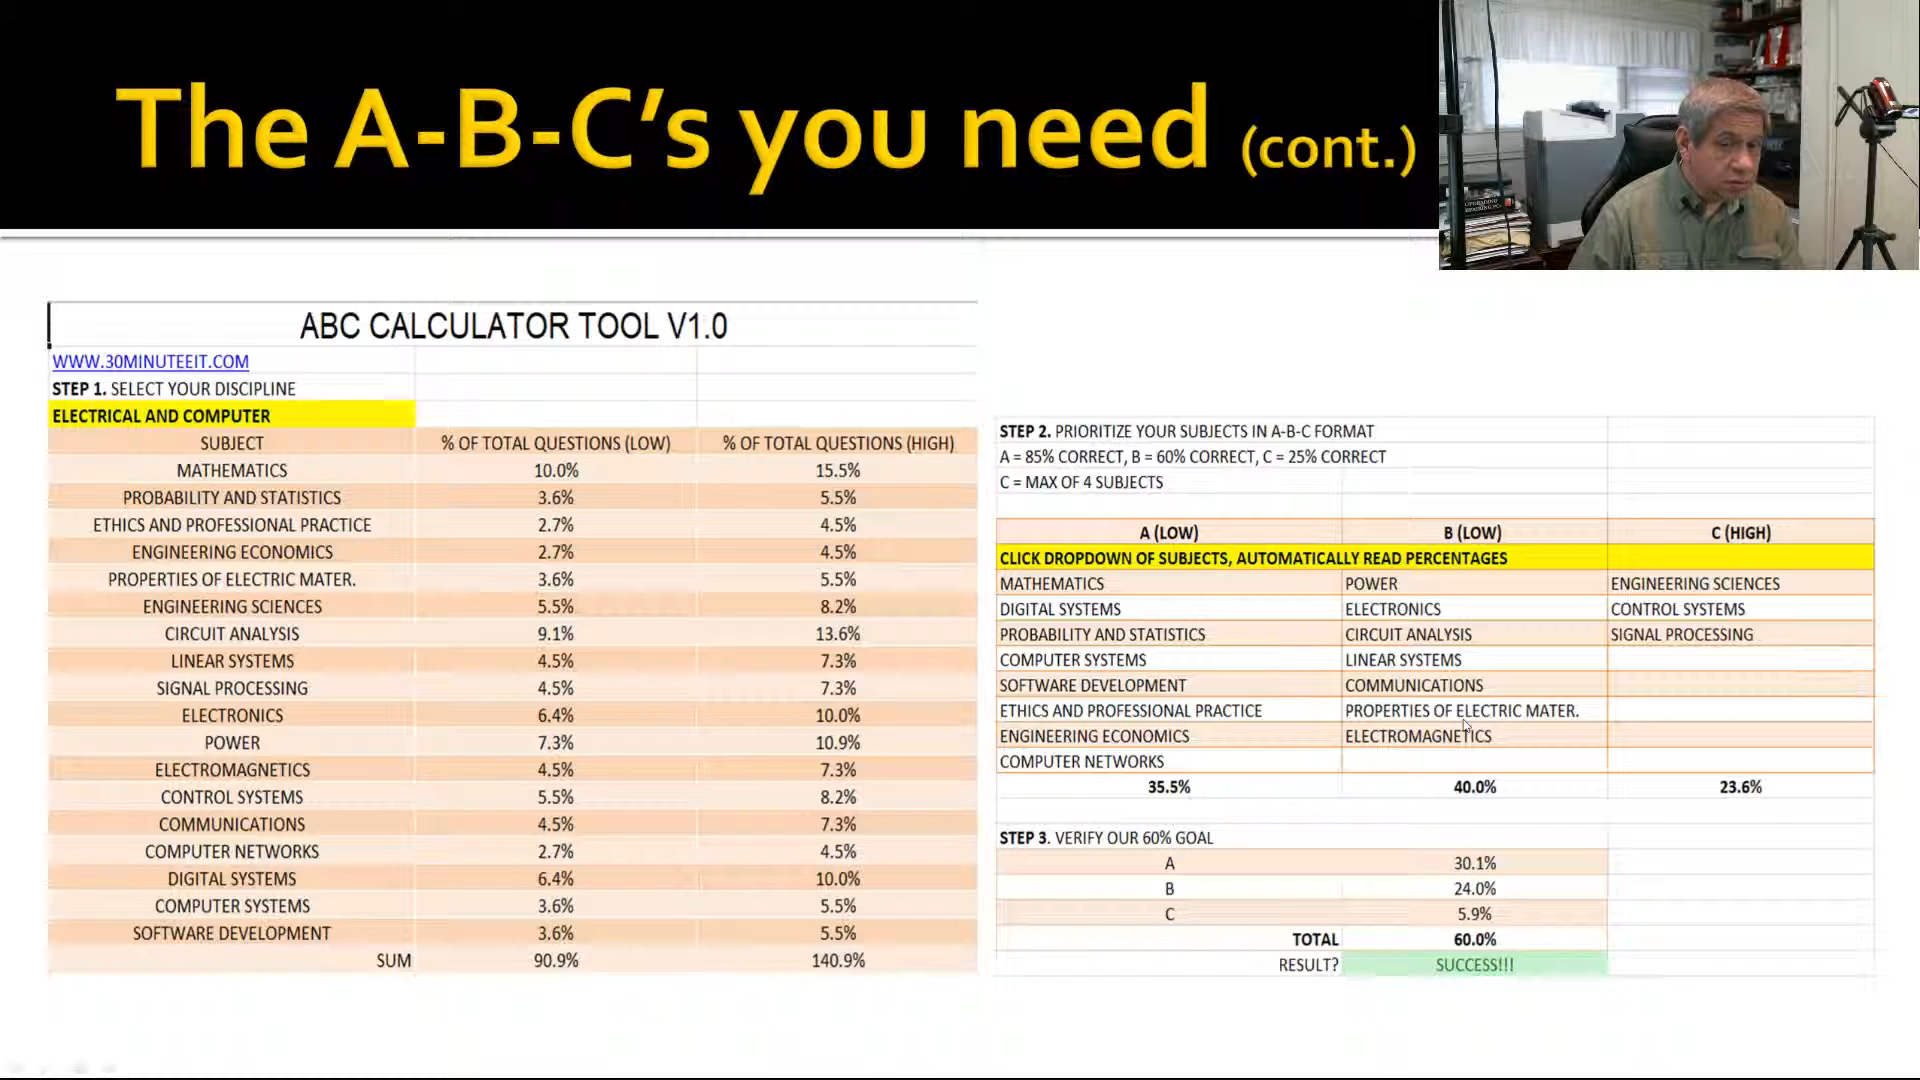 The A-B-C's you need (cont.)
ABC CALCULATOR TOOL V1.0
WWW.30MINUTEEIT.COM
STEP 1. SELECT YOUR DISCIPLINE
ELECTRICAL AND COMPUTER
SUBJECT % OF TOTAL QUESTIONS (LOW) % OF TOTAL QUESTIONS (HIGH)
MATHEMATICS 10.0% 15.5%
PROBABILITY AND STATISTICS 3.6% 5.5%
ETHICS AND PROFESSIONAL PRACTICE 2.7% 4.5%
ENGINEERING ECONOMICS 2.7% 4.5%
PROPERTIES OF ELECTRIC MATER. 3.6% 5.5%
ENGINEERING SCIENCES 5.5% 8.2%
CIRCUIT ANALYSIS 9.1% 13.6%
LINEAR SYSTEMS 4.5% 7.3%
SIGNAL PROCESSING 4.5% 7.3%
ELECTRONICS 6.4% 10.0%
POWER 7.3% 10.9%
ELECTROMAGNETICS 4.5% 7.3%
CONTROL SYSTEMS 5.5% 8.2%
COMMUNICATIONS 4.5% 7.3%
COMPUTER NETWORKS 2.7% 4.5%
DIGITAL SYSTEMS 6.4% 10.0%
COMPUTER SYSTEMS 3.6% 5.5%
SOFTWARE DEVELOPMENT 3.6% 5.5%
SUM 90.9% 140.9%
STEP 2. PRIORITIZE YOUR SUBJECTS IN A-B-C FORMAT
A = 85% CORRECT, B = 60% CORRECT, C = 25% CORRECT
C = MAX OF 4 SUBJECTS
A (LOW) B (LOW) C (HIGH)
CLICK DROPDOWN OF SUBJECTS, AUTOMATICALLY READ PERCENTAGES
MATHEMATICS POWER ENGINEERING SCIENCES
DIGITAL SYSTEMS ELECTRONICS CONTROL SYSTEMS
PROBABILITY AND STATISTICS CIRCUIT ANALYSIS SIGNAL PROCESSING
COMPUTER SYSTEMS LINEAR SYSTEMS
SOFTWARE DEVELOPMENT COMMUNICATIONS
ETHICS AND PROFESSIONAL PRACTICE PROPERTIES OF ELECTRIC MATER.
ENGINEERING ECONOMICS ELECTROMAGNETICS
COMPUTER NETWORKS
35.5% 40.0% 23.6%
STEP 3. VERIFY OUR 60% GOAL
A 30.1%
B 24.0%
C 5.9%
TOTAL 60.0%
RESULT? SUCCESS!!!